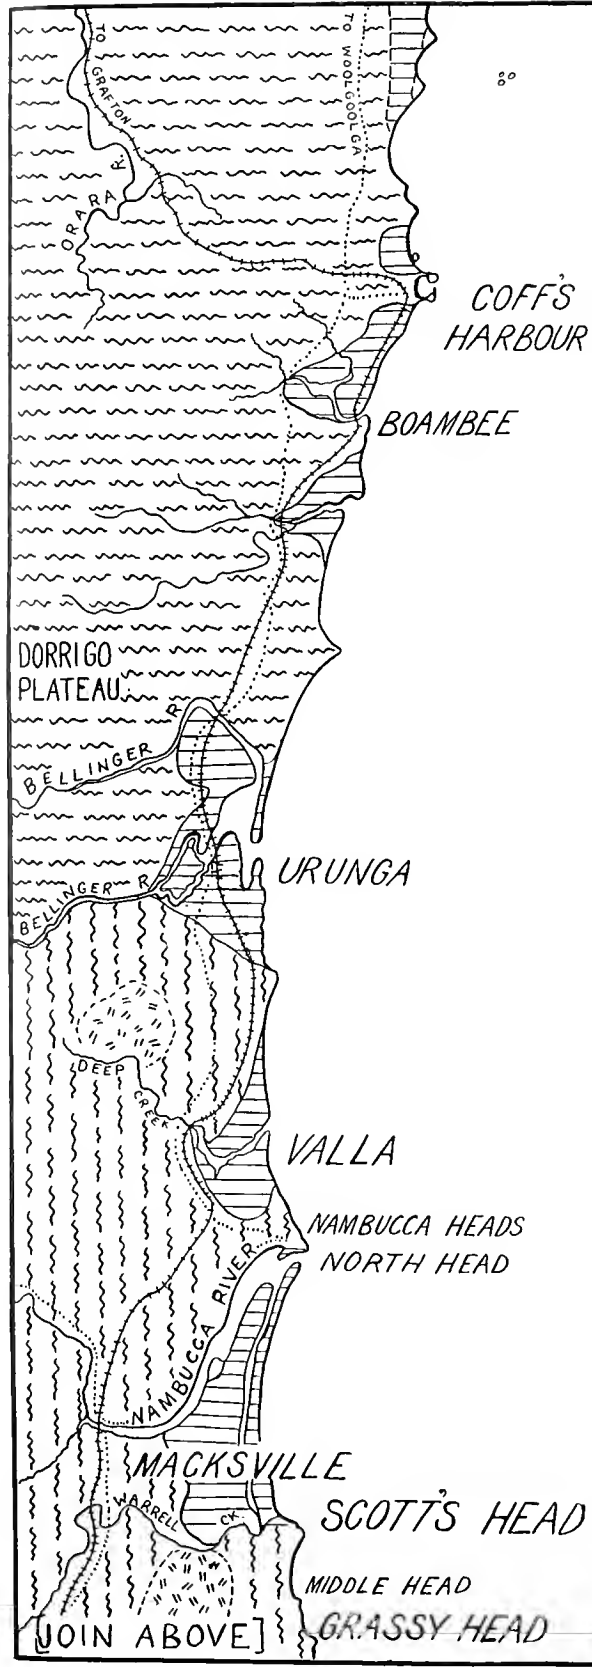 TO GRAFTON
TO WOOLGOOLGA
ORARA R.
COFF'S
HARBOUR
BOAMBEE
DORRIGO
PLATEAU.
BELLINGER R
URUNGA
BELLINGER R
DEEP
CREEK
VALLA
NAMBUCCA HEADS
NORTH HEAD
NAMBUCCA RIVER
MACKSVILLE
WARRELL CK.
SCOTT'S HEAD
MIDDLE HEAD
[JOIN ABOVE]
GRASSY HEAD